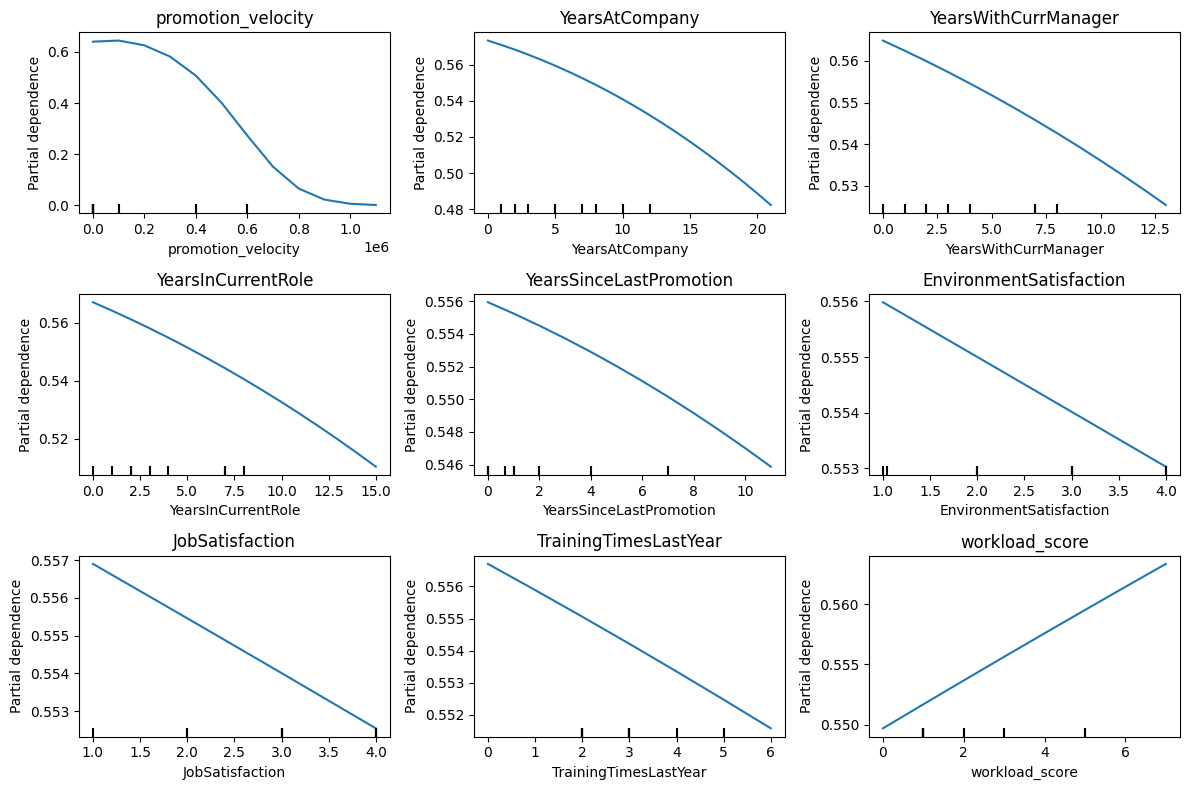 promotion_velocity
Partial dependence
0.6
0.4
0.2
0.0
0.0 0.2 0.4 0.6 0.8 1.0
1e6
promotion_velocity
YearsAtCompany
Partial dependence
0.56
0.54
0.52
0.50
0.48
0 5 10 15 20
YearsAtCompany
YearsWithCurrManager
Partial dependence
0.56
0.55
0.54
0.53
0.0 2.5 5.0 7.5 10.0 12.5
YearsWithCurrManager
YearsInCurrentRole
Partial dependence
0.56
0.54
0.52
0.0 2.5 5.0 7.5 10.0 12.5 15.0
YearsInCurrentRole
YearsSinceLastPromotion
Partial dependence
0.556
0.554
0.552
0.550
0.548
0.546
0 2 4 6 8 10
YearsSinceLastPromotion
EnvironmentSatisfaction
Partial dependence
0.556
0.555
0.554
0.553
1.0 1.5 2.0 2.5 3.0 3.5 4.0
EnvironmentSatisfaction
JobSatisfaction
Partial dependence
0.557
0.556
0.555
0.554
0.553
1.0 1.5 2.0 2.5 3.0 3.5 4.0
JobSatisfaction
TrainingTimesLastYear
Partial dependence
0.556
0.555
0.554
0.553
0.552
0 1 2 3 4 5 6
TrainingTimesLastYear
workload_score
Partial dependence
0.560
0.555
0.550
0 2 4 6
workload_score